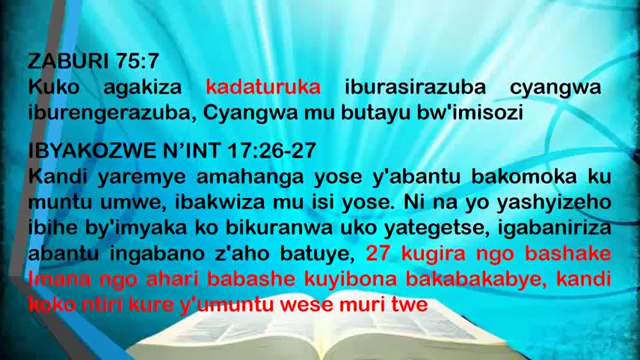 ZABURI 75:7
Kuko agakiza kadaturuka iburasirazuba cyangwa
iburengerazuba, Cyangwa mu butayu bw'imisozi
IBYAKOZWE N'INT 17:26-27
Kandi yaremye amahanga yose y'abantu bakomoka ku
muntu umwe, ibakwiza mu isi yose. Ni na yo yashyizeho
ibihe by'imyaka ko bikuranwa uko yategetse, igabaniriza
abantu ingabano z'aho batuye, 27 kugira ngo bashake
Imana ngo ahari babashe kuyibona bakabakabye, kandi
koko ntiri kure y'umuntu wese muri twe